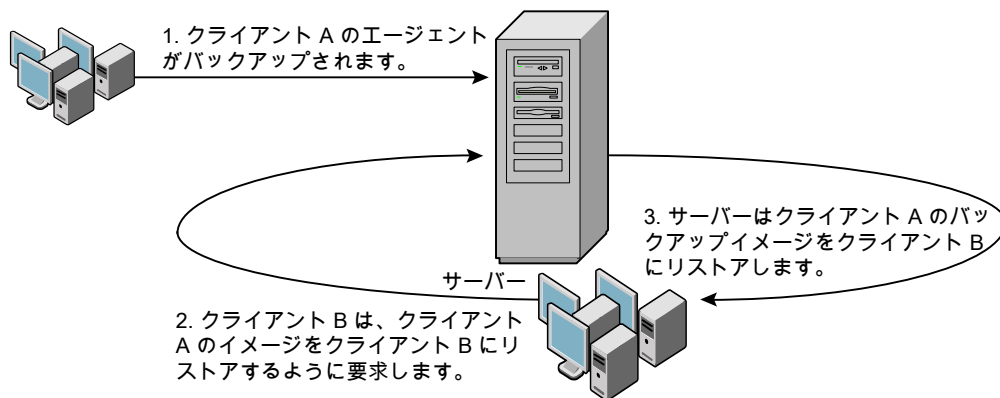 1. クライアント A のエージェント
がバックアップされます。
3. サーバーはクライアント A のバッ
クアップイメージをクライアント B
にリストアします。
サーバー
2. クライアント B は、クライアント
A のイメージをクライアント B にリ
ストアするように要求します。